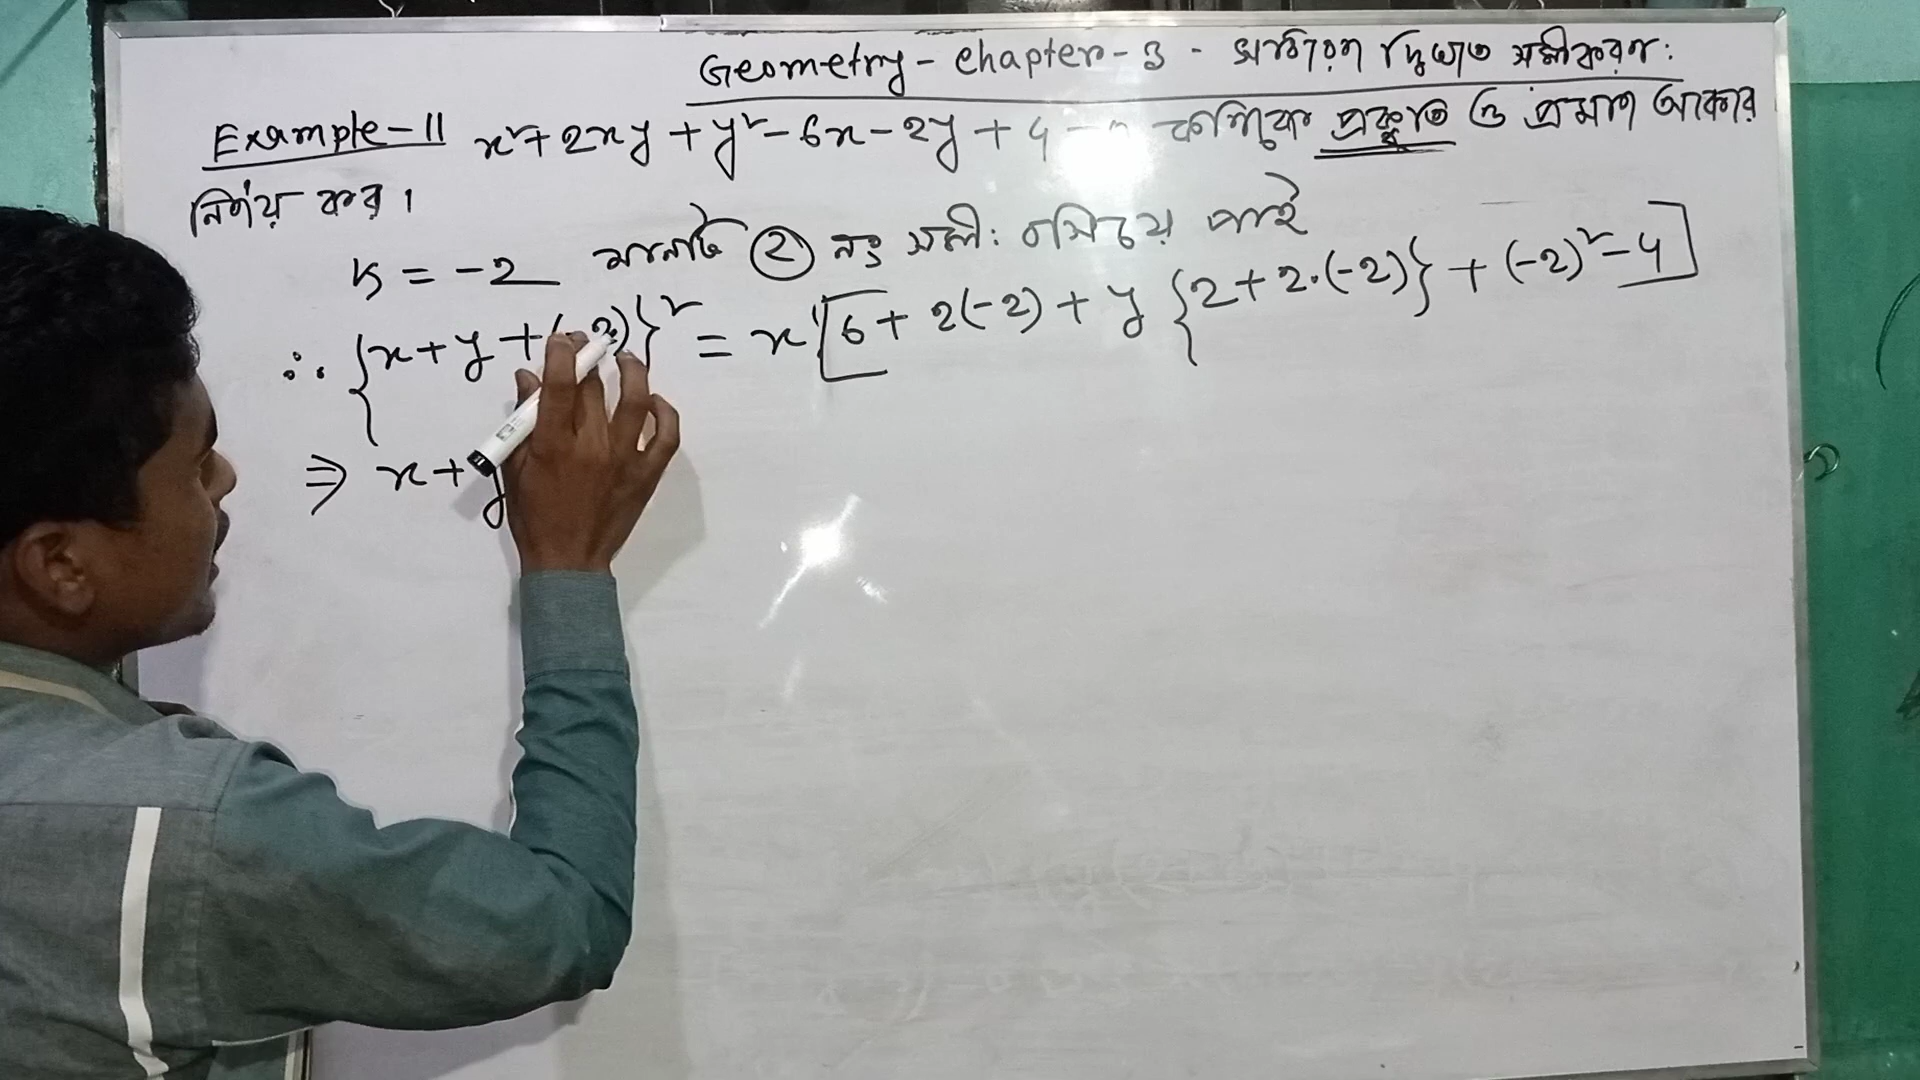 Geometry - Chapter - 3 - সাধারণ দ্বিঘাত সমীকরণ:
Example-11 x²+2xy+y²-6x-2y+4= কণিকের প্রকৃতি ও প্রমাণ আকার
নির্ণয় কর।
k = -2 মানটি ② নং সমী: বসিয়ে পাই
∴ {x+y+(-2)}² = x[6+2(-2)+y{2+2·(-2)}+(-2)²-4]
⇒ x+y